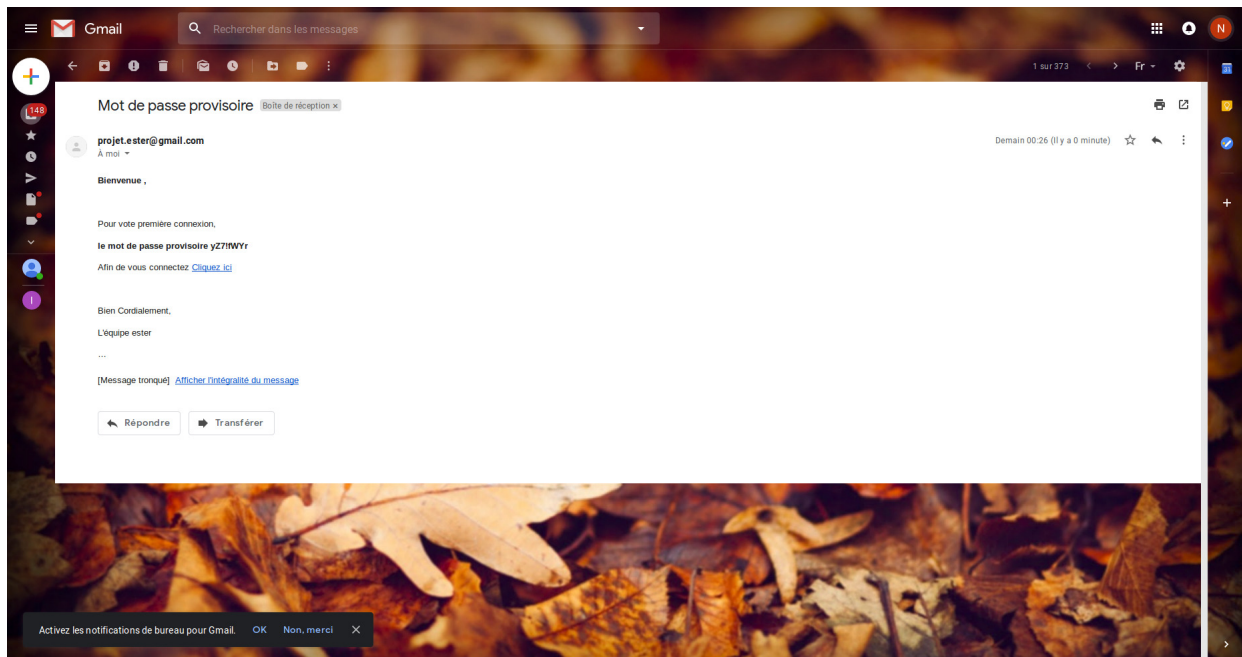 Gmail
Rechercher dans les messages
N
1 sur 373
Fr
31
148
Mot de passe provisoire
Boîte de réception ×
projet.ester@gmail.com
Demain 00:26 (Il y a 0 minute)
À moi
Bienvenue ,
Pour vote première connexion,
le mot de passe provisoire
Afin de vous connectez Cliquez ici
I
Bien Cordialement,
L'équipe ester
...
[Message tronqué] Afficher l'intégralité du message
Répondre
Transférer
Activez les notifications de bureau pour Gmail. OK Non, merci